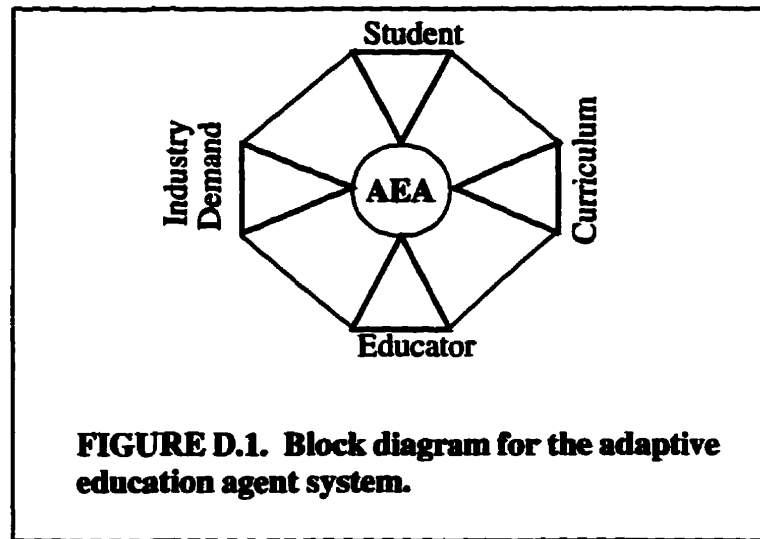 Student
Industry
Demand
AEA
Curriculum
Educator
FIGURE D.1. Block diagram for the adaptive
education agent system.